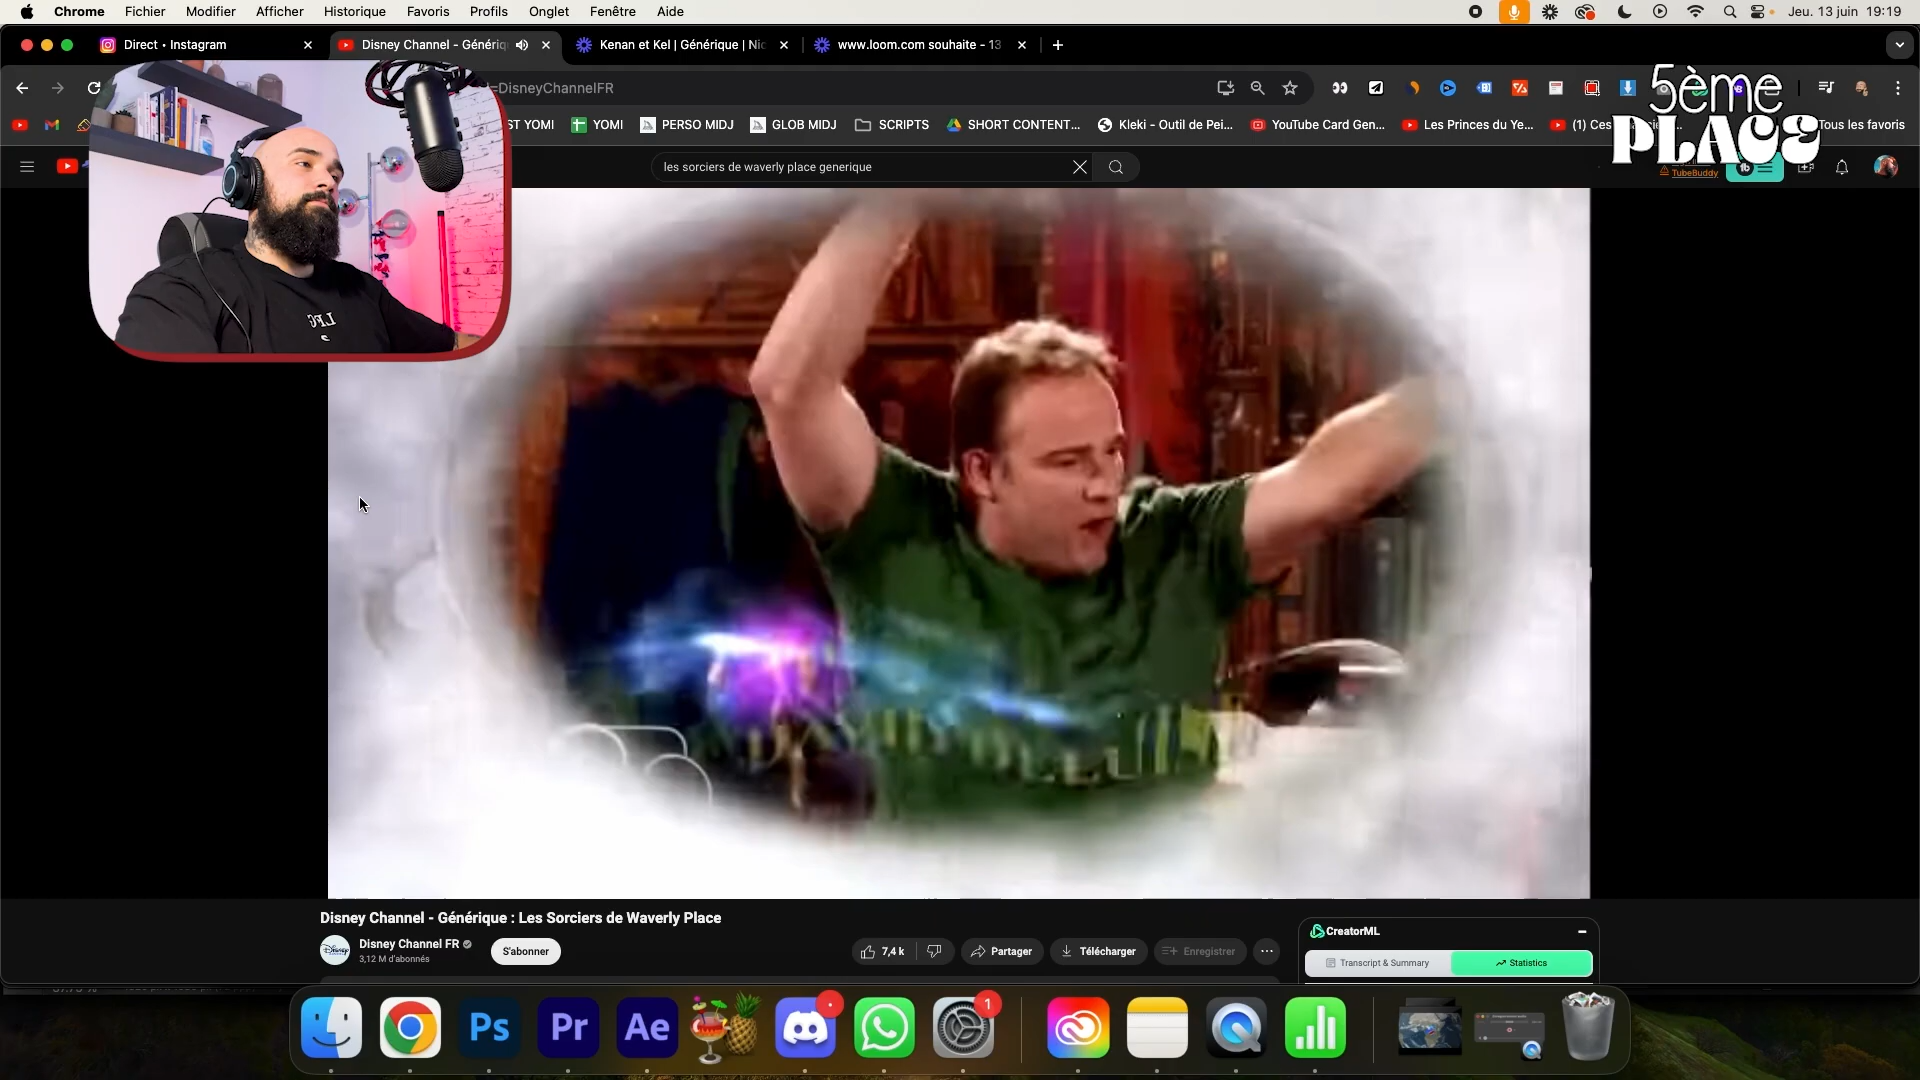 Chrome Fichier Modifier Afficher Historique Favoris Profils Onglet Fenêtre Aide
Jeu. 13 juin 19:19
Direct • Instagram
Disney Channel - Génériq
Kenan et Kel | Générique | Nic
www.loom.com souhaite - 13
=DisneyChannelFR
5ème
PLACE
ST YOMI
YOMI
PERSO MIDJ
GLOB MIDJ
SCRIPTS
SHORT CONTENT...
Kleki - Outil de Pei...
YouTube Card Gen...
Les Princes du Ye...
(1) Ces
Tous les favoris
les sorciers de waverly place generique
TubeBuddy
Disney Channel - Générique : Les Sorciers de Waverly Place
Disney Channel FR
3,12 M d'abonnés
S'abonner
7,4 k
Partager
Télécharger
Enregistrer
CreatorML
Transcript & Summary
Statistics
Ps
Pr
Ae
1